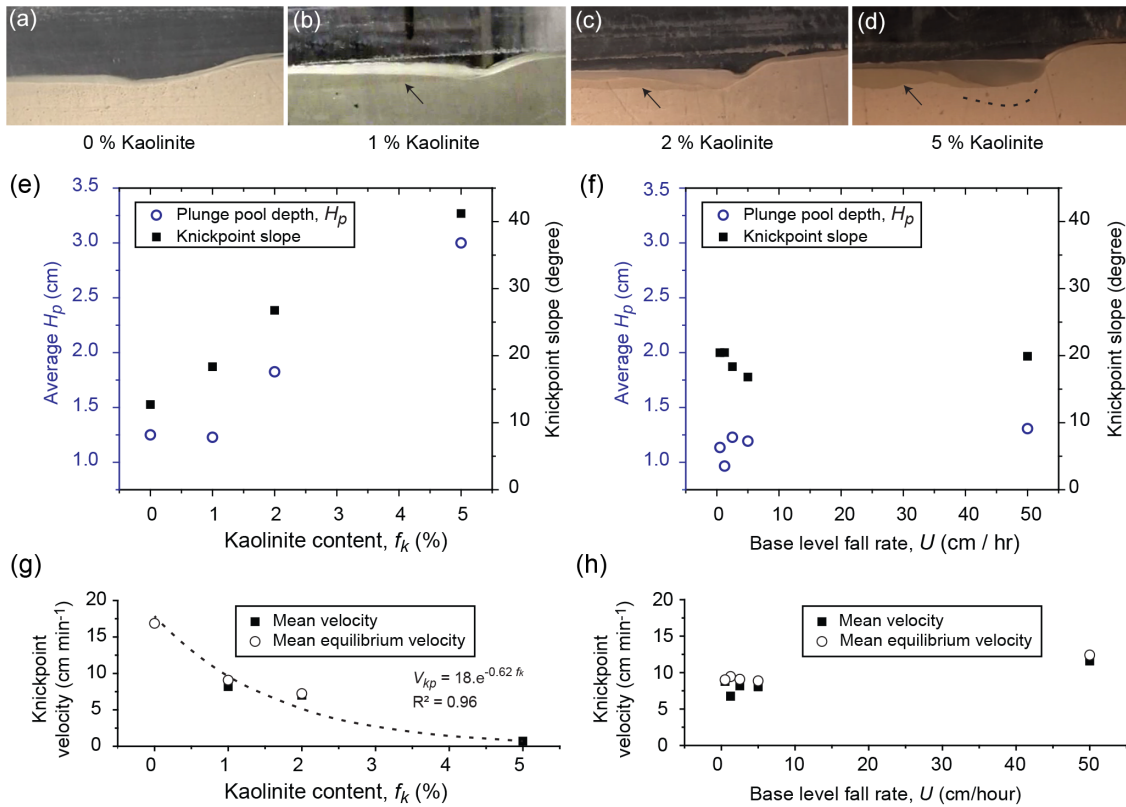 (a)
(b)
(c)
(d)
0 % Kaolinite
1 % Kaolinite
2 % Kaolinite
5 % Kaolinite
(e)
3.5
3.0
2.5
2.0
1.5
1.0
Average Hp (cm)
Plunge pool depth, Hp
Knickpoint slope
40
30
20
10
0
Knickpoint slope (degree)
0 1 2 3 4 5
Kaolinite content, fk (%)
(f)
3.5
3.0
2.5
2.0
1.5
1.0
Average Hp (cm)
Plunge pool depth, Hp
Knickpoint slope
40
30
20
10
0
Knickpoint slope (degree)
0 10 20 30 40 50
Base level fall rate, U (cm / hr)
(g)
20
15
10
5
0
Knickpoint
velocity (cm min-1)
Mean velocity
Mean equilibrium velocity
Vkp = 18.e-0.62 fk
R² = 0.96
0 1 2 3 4 5
Kaolinite content, fk (%)
(h)
20
15
10
5
0
Knickpoint
velocity (cm min-1)
Mean velocity
Mean equilibrium velocity
0 10 20 30 40 50
Base level fall rate, U (cm/hour)